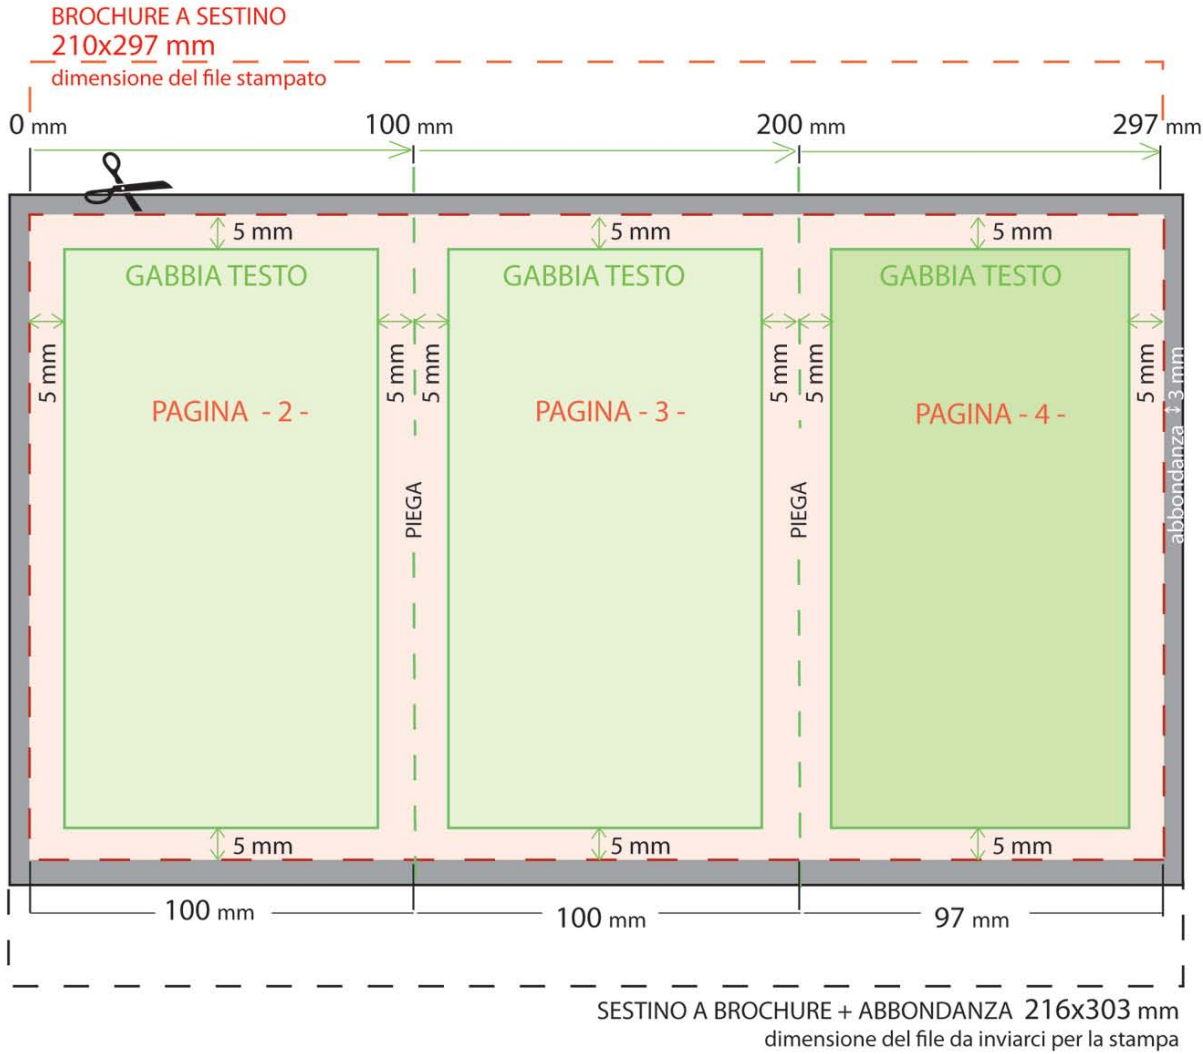 BROCHURE A SESTINO
210x297 mm
dimensione del file stampato
0 mm
100 mm
200 mm
297 mm
5 mm
5 mm
5 mm
GABBIA TESTO
GABBIA TESTO
GABBIA TESTO
5 mm
5 mm
5 mm
5 mm
5 mm
5 mm
abbondanza 3 mm
PAGINA - 2 -
PAGINA - 3 -
PAGINA - 4 -
PIEGA
PIEGA
5 mm
5 mm
5 mm
100 mm
100 mm
97 mm
SESTINO A BROCHURE + ABBONDANZA 216x303 mm
dimensione del file da inviarci per la stampa